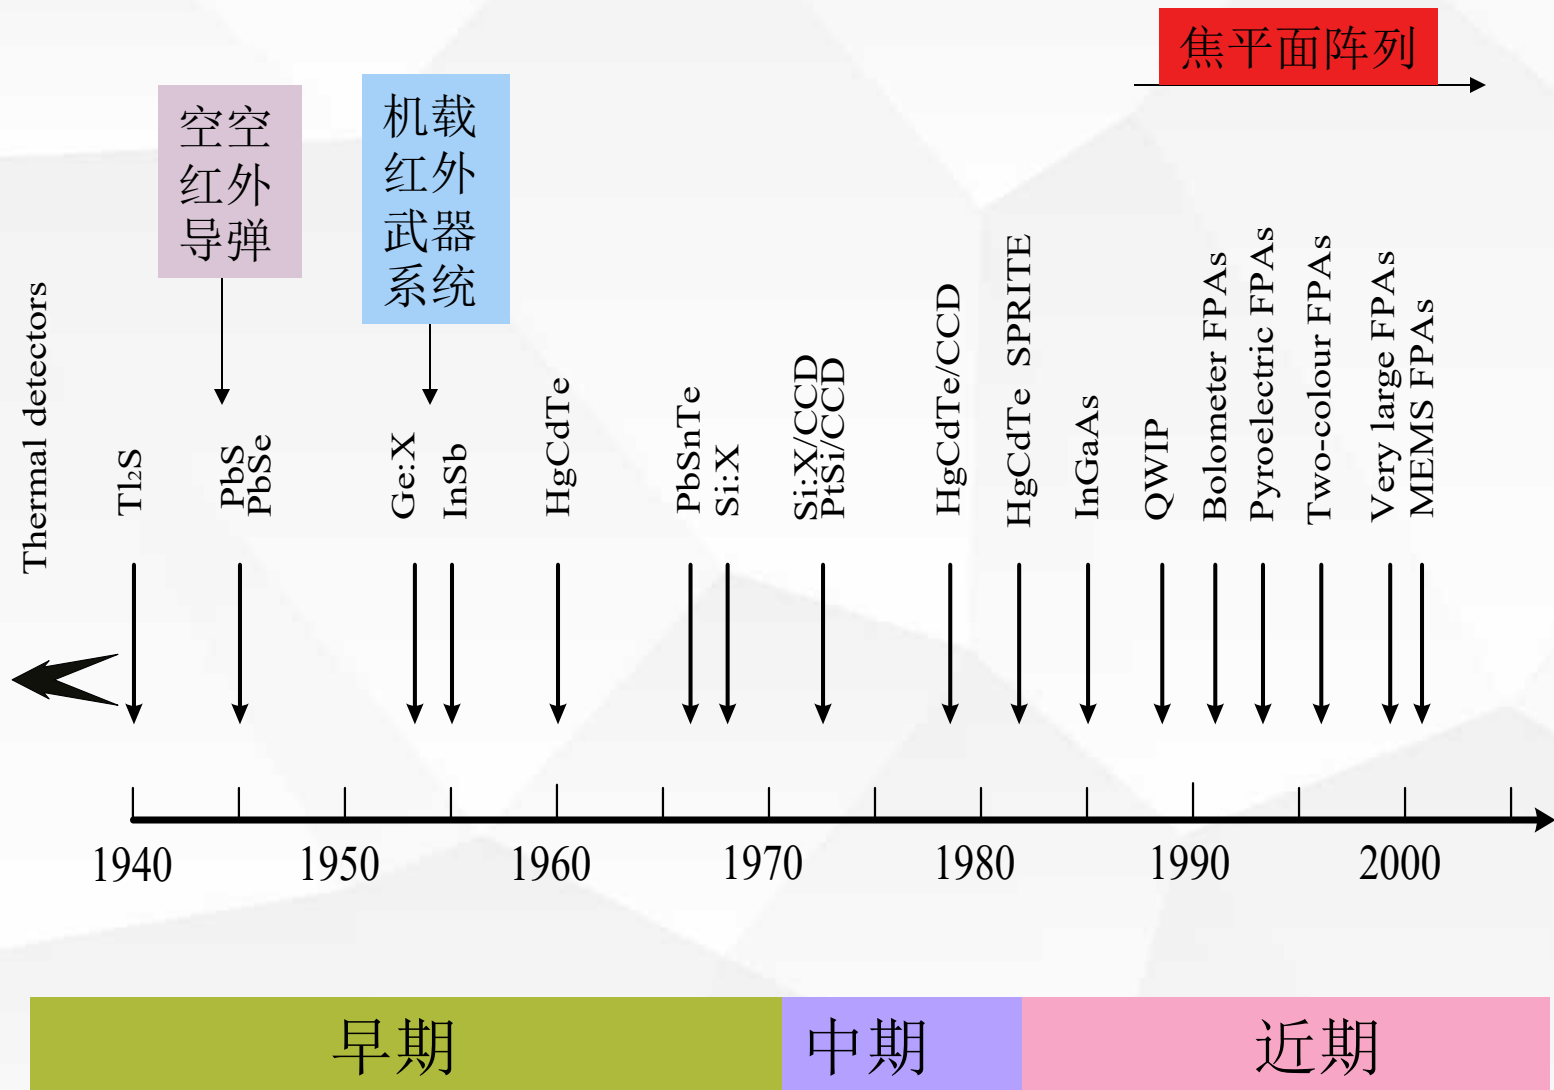 焦平面阵列
空空
红外
导弹
机载
红外
武器
系统
Thermal detectors
Tl₂S
PbS
PbSe
Ge:X
InSb
HgCdTe
PbSnTe
Si:X
Si:X/CCD
PtSi/CCD
HgCdTe/CCD
HgCdTe SPRITE
InGaAs
QWIP
Bolometer FPAs
Pyroelectric FPAs
Two-colour FPAs
Very large FPAs
MEMS FPAs
1940
1950
1960
1970
1980
1990
2000
早期
中期
近期